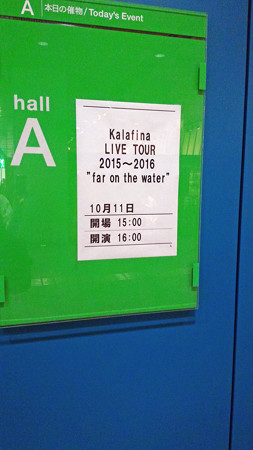 A 本日の催物/Today's Event
hall
A
Kalafina
LIVE TOUR
2015～2016
"far on the water"
10月11日
開場 15:00
開演 16:00